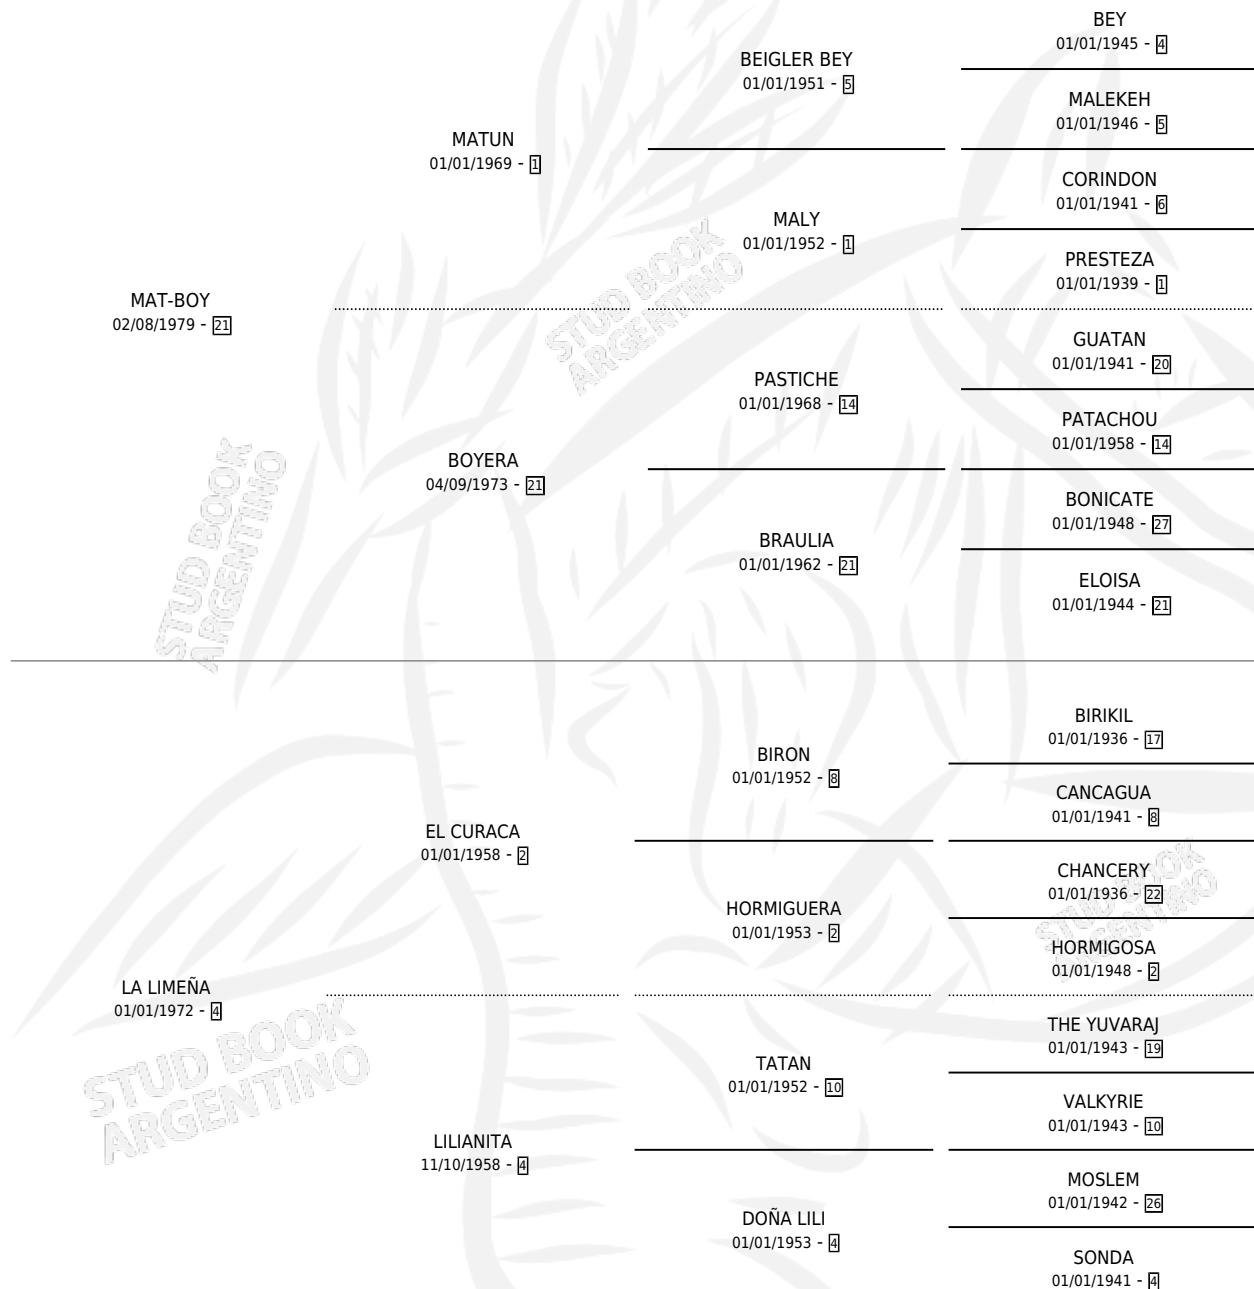 BEY
01/01/1945 - 4
BEIGLER BEY
01/01/1951 - 5
MALEKEH
01/01/1946 - 5
MATUN
01/01/1969 - 1
CORINDON
01/01/1941 - 6
MALY
01/01/1952 - 1
PRESTEZA
01/01/1939 - 1
MAT-BOY
02/08/1979 - 21
GUATAN
01/01/1941 - 20
PASTICHE
01/01/1968 - 14
PATACHOU
01/01/1958 - 14
BOYERA
04/09/1973 - 21
BONICATE
01/01/1948 - 27
BRAULIA
01/01/1962 - 21
ELOISA
01/01/1944 - 21
BIRIKIL
01/01/1936 - 17
BIRON
01/01/1952 - 8
CANCAGUA
01/01/1941 - 8
EL CURACA
01/01/1958 - 2
CHANCERY
01/01/1936 - 22
HORMIGUERA
01/01/1953 - 2
HORMIGOSA
01/01/1948 - 2
LA LIMEÑA
01/01/1972 - 4
THE YUVARAJ
01/01/1943 - 19
TATAN
01/01/1952 - 10
VALKYRIE
01/01/1943 - 10
LILIANITA
11/10/1958 - 4
MOSLEM
01/01/1942 - 26
DOÑA LILI
01/01/1953 - 4
SONDA
01/01/1941 - 4
STUD BOOK
ARGENTINO
STUD BOOK
ARGENTINO
STUD BOOK
ARGENTINO
STUD BOOK
ARGENTINO